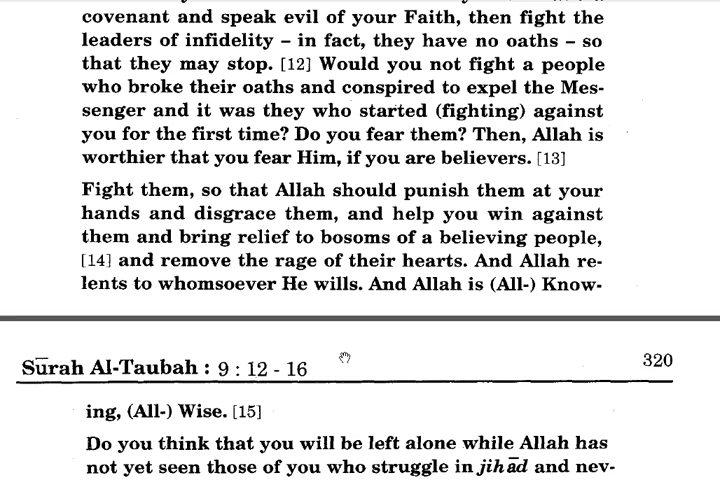 covenant and speak evil of your Faith, then fight the
leaders of infidelity – in fact, they have no oaths – so
that they may stop. [12] Would you not fight a people
who broke their oaths and conspired to expel the Mes-
senger and it was they who started (fighting) against
you for the first time? Do you fear them? Then, Allah is
worthier that you fear Him, if you are believers. [13]
Fight them, so that Allah should punish them at your
hands and disgrace them, and help you win against
them and bring relief to bosoms of a believing people,
[14] and remove the rage of their hearts. And Allah re-
lents to whomsoever He wills. And Allah is (All-) Know-
Sūrah Al-Taubah : 9 : 12 - 16 320
ing, (All-) Wise. [15]
Do you think that you will be left alone while Allah has
not yet seen those of you who struggle in jihād and nev-